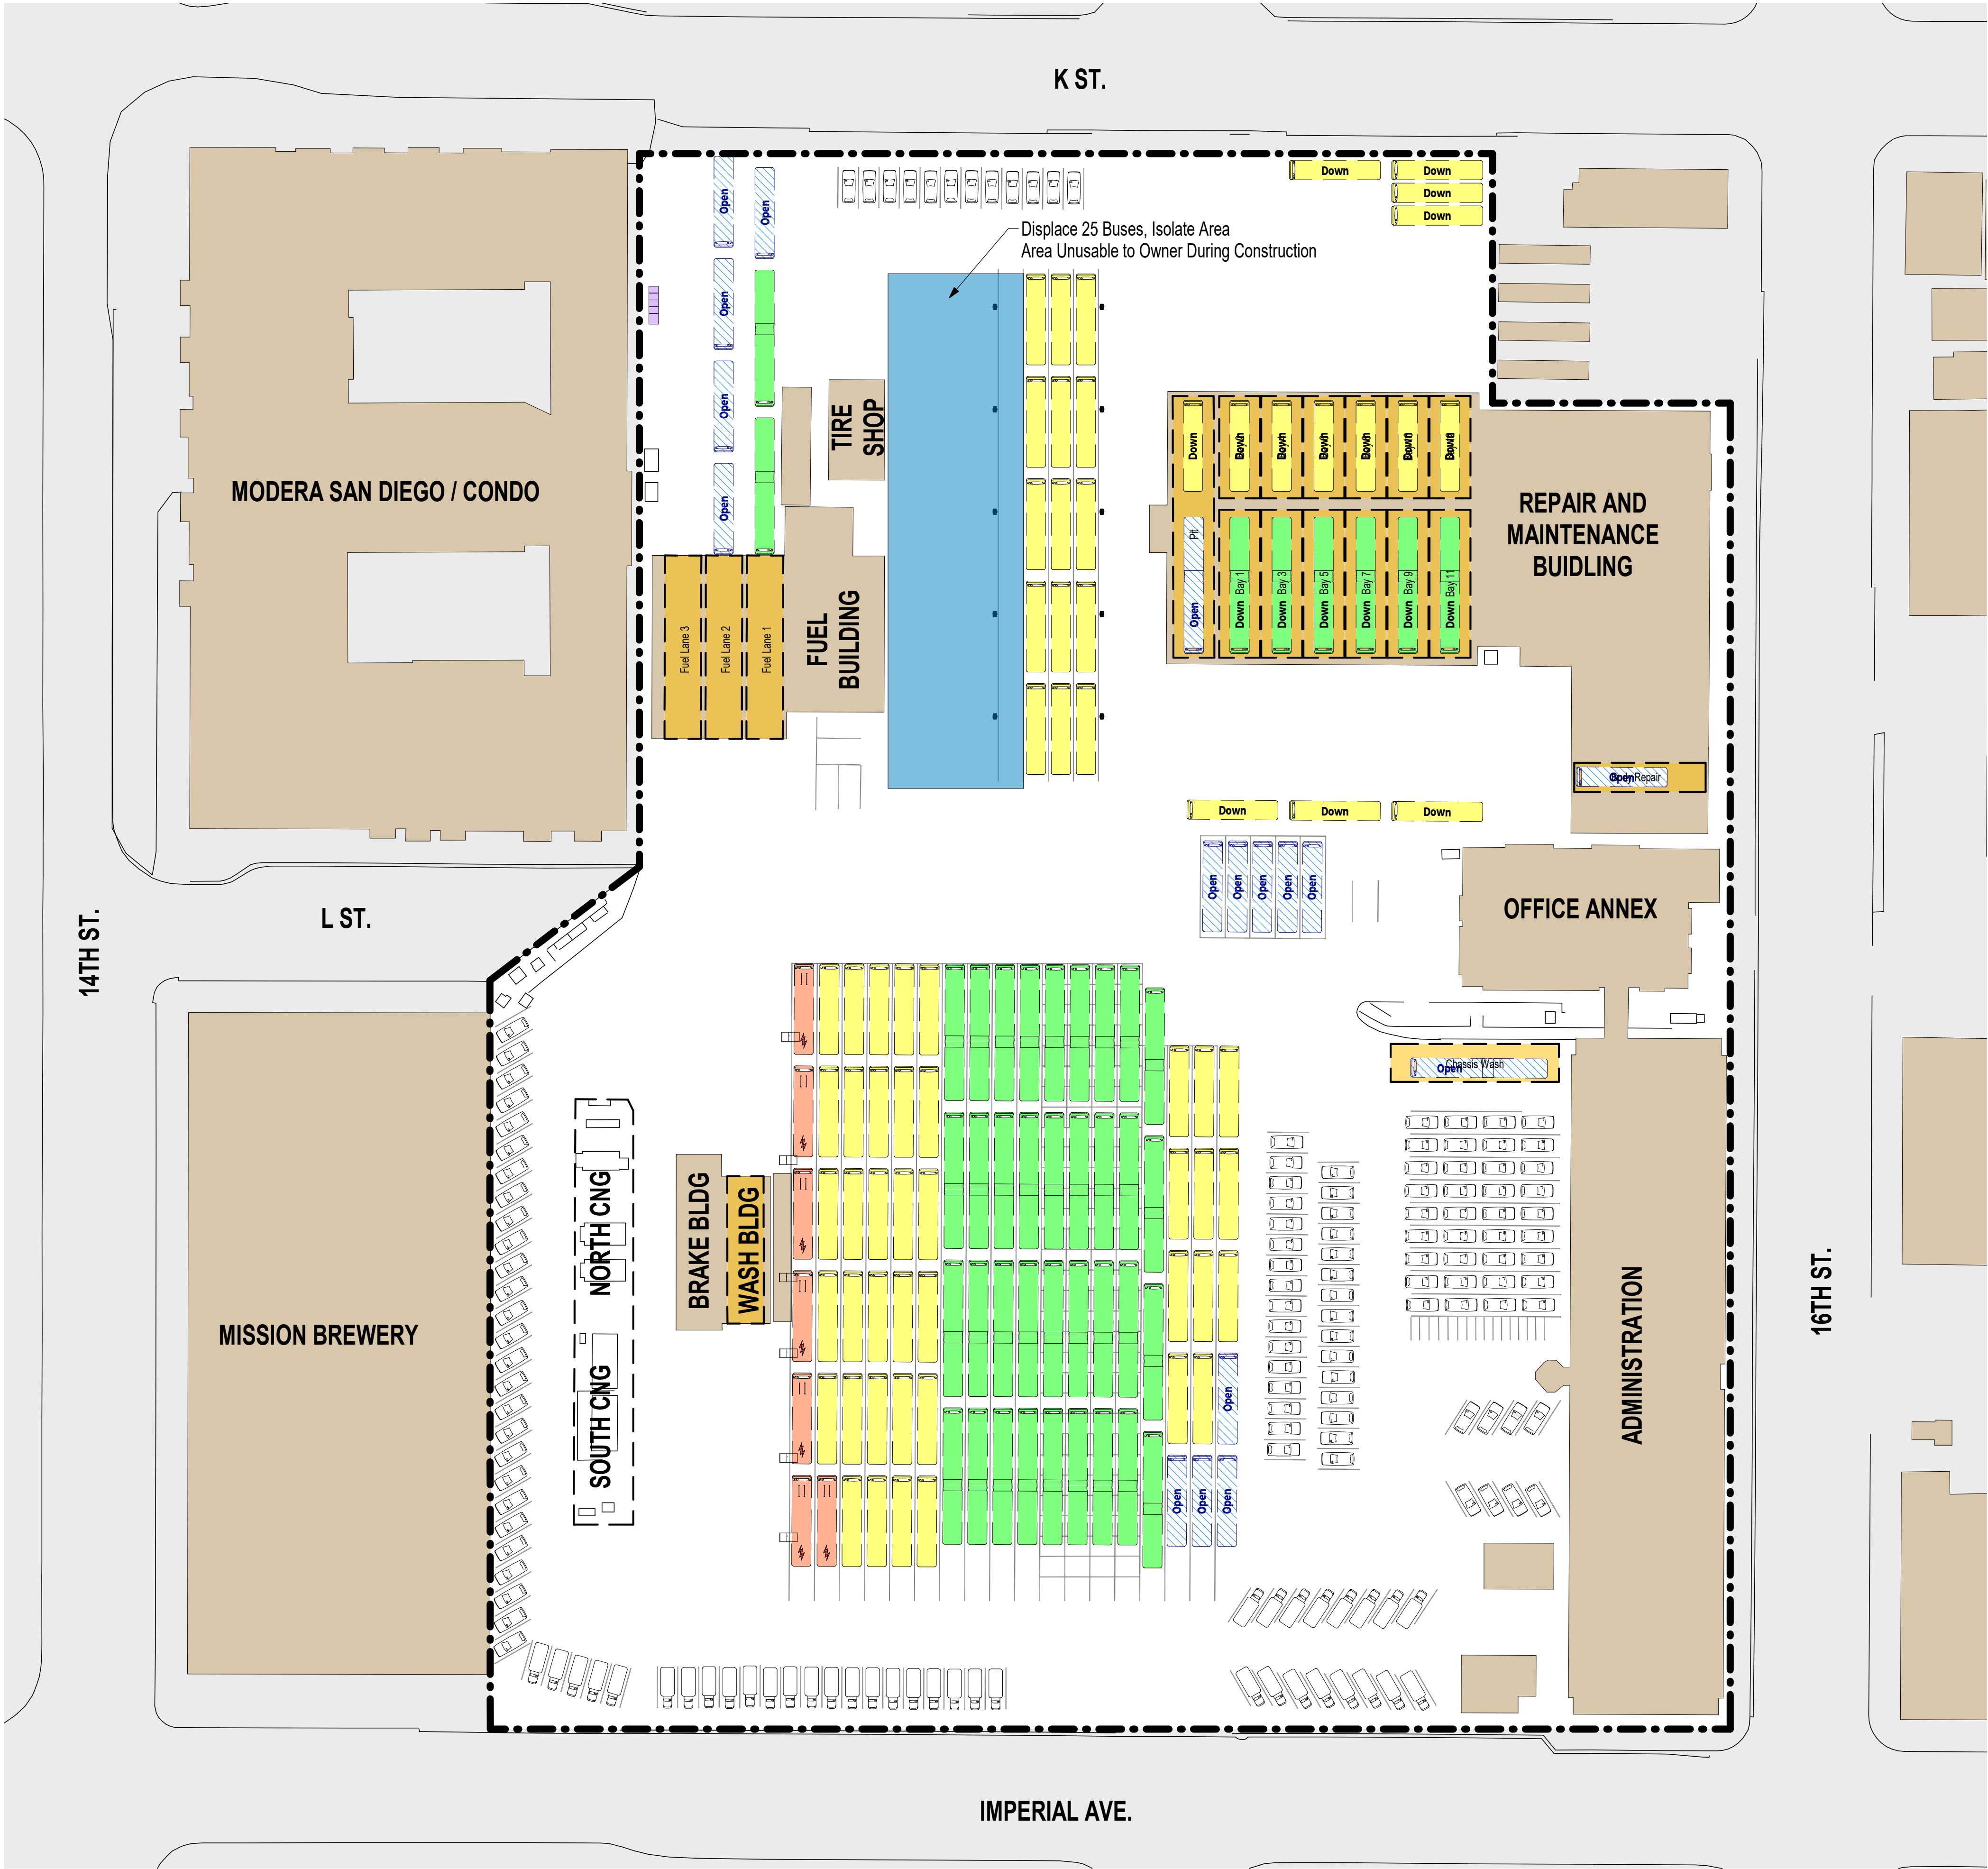 K ST.
Down
Down
Down
Down
Open
Open
Displace 25 Buses, Isolate Area
Area Unusable to Owner During Construction
Open
Open
Open
TIRE
SHOP
MODERA SAN DIEGO / CONDO
Down
REPAIR AND
MAINTENANCE
BUIDLING
Pit
Open
Down Bay 1
Down Bay 3
Down Bay 5
Down Bay 7
Down Bay 9
Down Bay 11
Fuel Lane 3
Fuel Lane 2
Fuel Lane 1
FUEL
BUILDING
Open
Repair
Down
Down
Down
Open
Open
Open
Open
Open
OFFICE ANNEX
L ST.
14TH ST.
Open
Chassis Wash
NORTH CNG
SOUTH CNG
BRAKE BLDG
WASH BLDG
MISSION BREWERY
Open
Open
Open
Open
ADMINISTRATION
16TH ST.
IMPERIAL AVE.